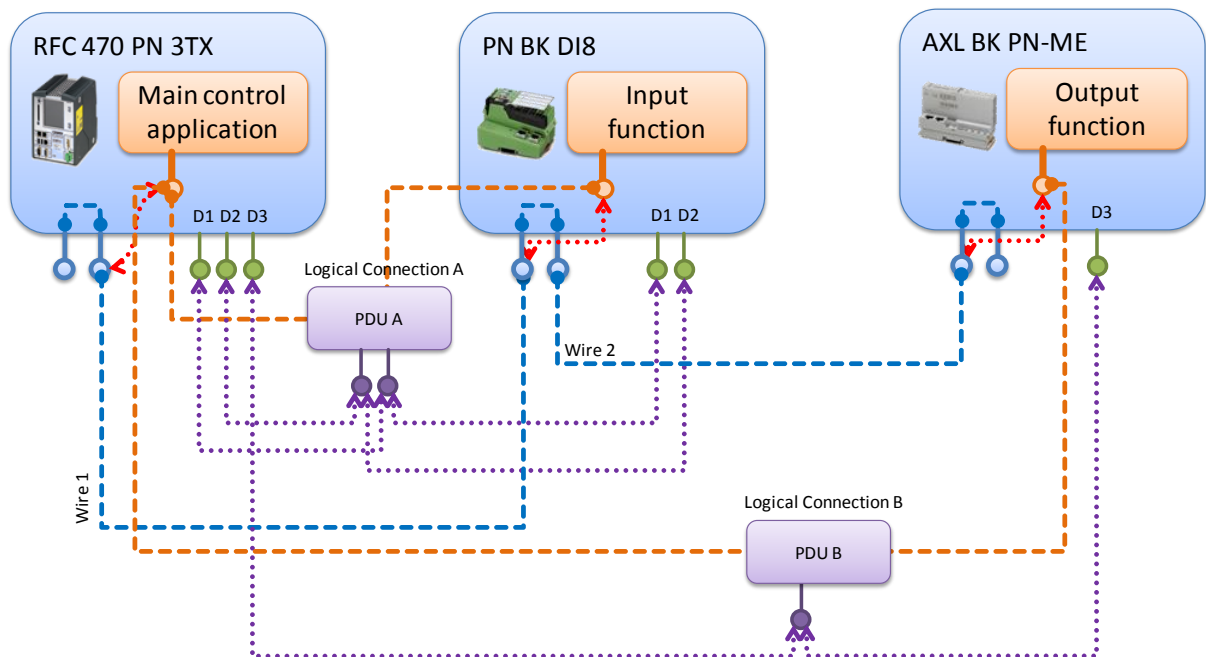 RFC 470 PN 3TX
Main control
application
D1 D2 D3
PN BK DI8
Input
function
D1 D2
AXL BK PN-ME
Output
function
D3
Logical Connection A
PDU A
Wire 2
Wire 1
Logical Connection B
PDU B